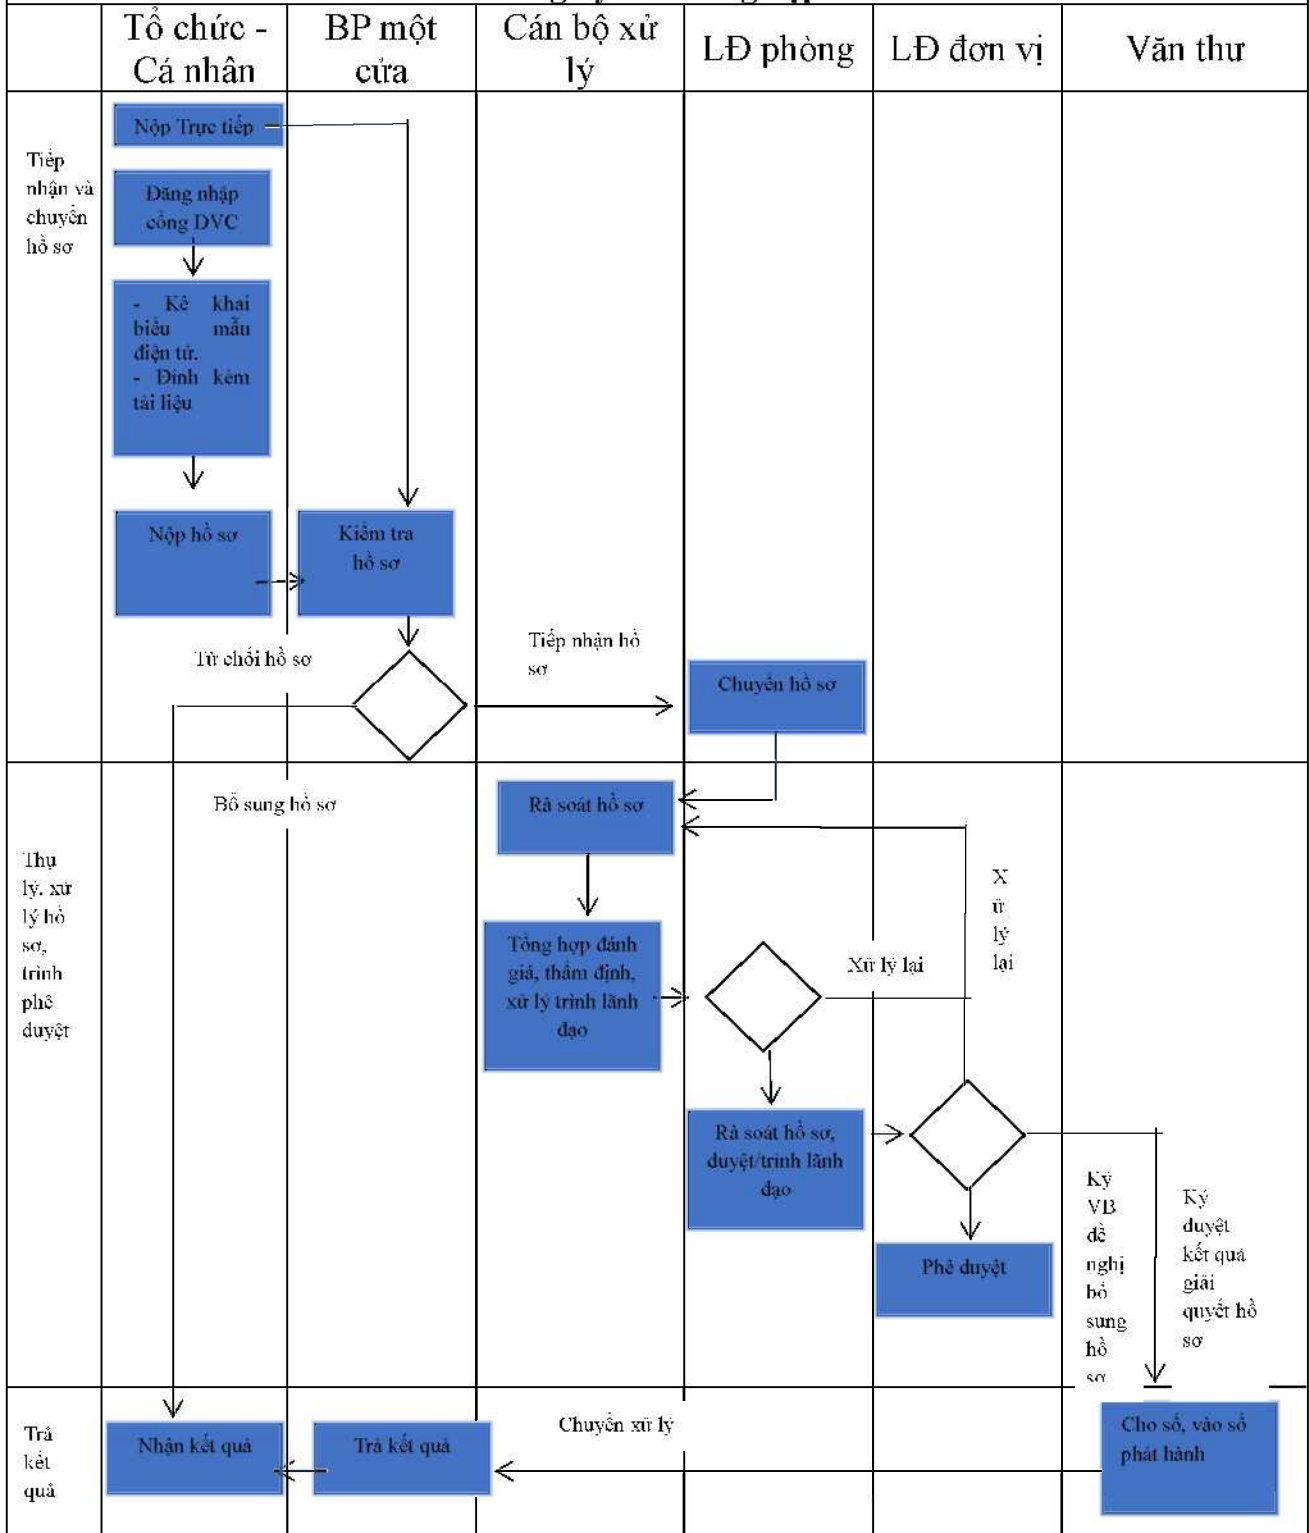 Tổ chức -
Cá nhân
BP một
cửa
Cán bộ xử
lý
LĐ phòng
LĐ đơn vị
Văn thư
Tiếp
nhận và
chuyển
hồ sơ
Nộp Trực tiếp
Đăng nhập
cổng DVC
- Kê khai
biểu mẫu
điện tử.
- Đính kèm
tài liệu
Nộp hồ sơ
Kiểm tra
hồ sơ
Từ chối hồ sơ
Tiếp nhận hồ
sơ
Chuyển hồ sơ
Thụ
lý, xử
lý hồ
sơ,
trình
phê
duyệt
Bổ sung hồ sơ
Rà soát hồ sơ
Tổng hợp đánh
giá, thẩm định,
xử lý trình lãnh
đạo
Xử lý lại
X
ử
lý
lại
Rà soát hồ sơ,
duyệt/trình lãnh
đạo
Phê duyệt
Ký
VB
đề
nghị
bổ
sung
hồ
sơ
Ký
duyệt
kết quả
giải
quyết hồ
sơ
Trả
kết
quả
Nhận kết quả
Trả kết quả
Chuyển xử lý
Cho số, vào sổ
phát hành